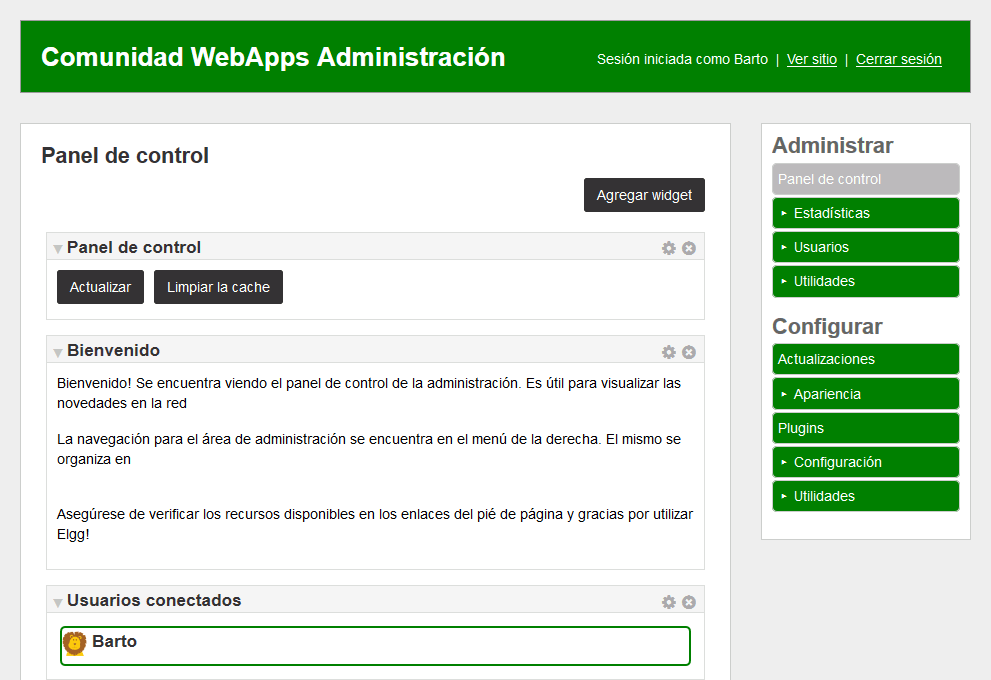 Comunidad WebApps Administración
Sesión iniciada como Barto | Ver sitio | Cerrar sesión
Panel de control
Agregar widget
Panel de control
Actualizar
Limpiar la cache
Bienvenido
Bienvenido! Se encuentra viendo el panel de control de la administración. Es útil para visualizar las
novedades en la red
La navegación para el área de administración se encuentra en el menú de la derecha. El mismo se
organiza en
Asegúrese de verificar los recursos disponibles en los enlaces del pié de página y gracias por utilizar
Elgg!
Usuarios conectados
Barto
Administrar
Panel de control
Estadísticas
Usuarios
Utilidades
Configurar
Actualizaciones
Apariencia
Plugins
Configuración
Utilidades